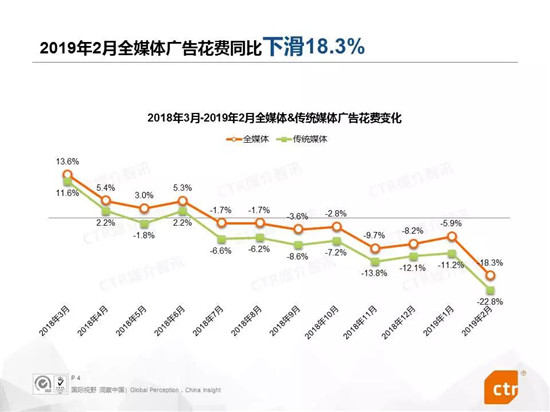 2019年2月全媒体广告花费同比下滑18.3%
2018年3月-2019年2月全媒体&传统媒体广告花费变化
全媒体 传统媒体
13.6%
11.6%
5.4%
2.2%
3.0%
-1.8%
5.3%
2.2%
-1.7%
-6.6%
-1.7%
-6.2%
-3.6%
-8.6%
-2.8%
-7.2%
-9.7%
-13.8%
-8.2%
-12.1%
-5.9%
-11.2%
-18.3%
-22.8%
2018年3月
2018年4月
2018年5月
2018年6月
2018年7月
2018年8月
2018年9月
2018年10月
2018年11月
2018年12月
2019年1月
2019年2月
CTR媒介智讯
P 4
国际视野 洞察中国| Global Perception，China Insight
ctr